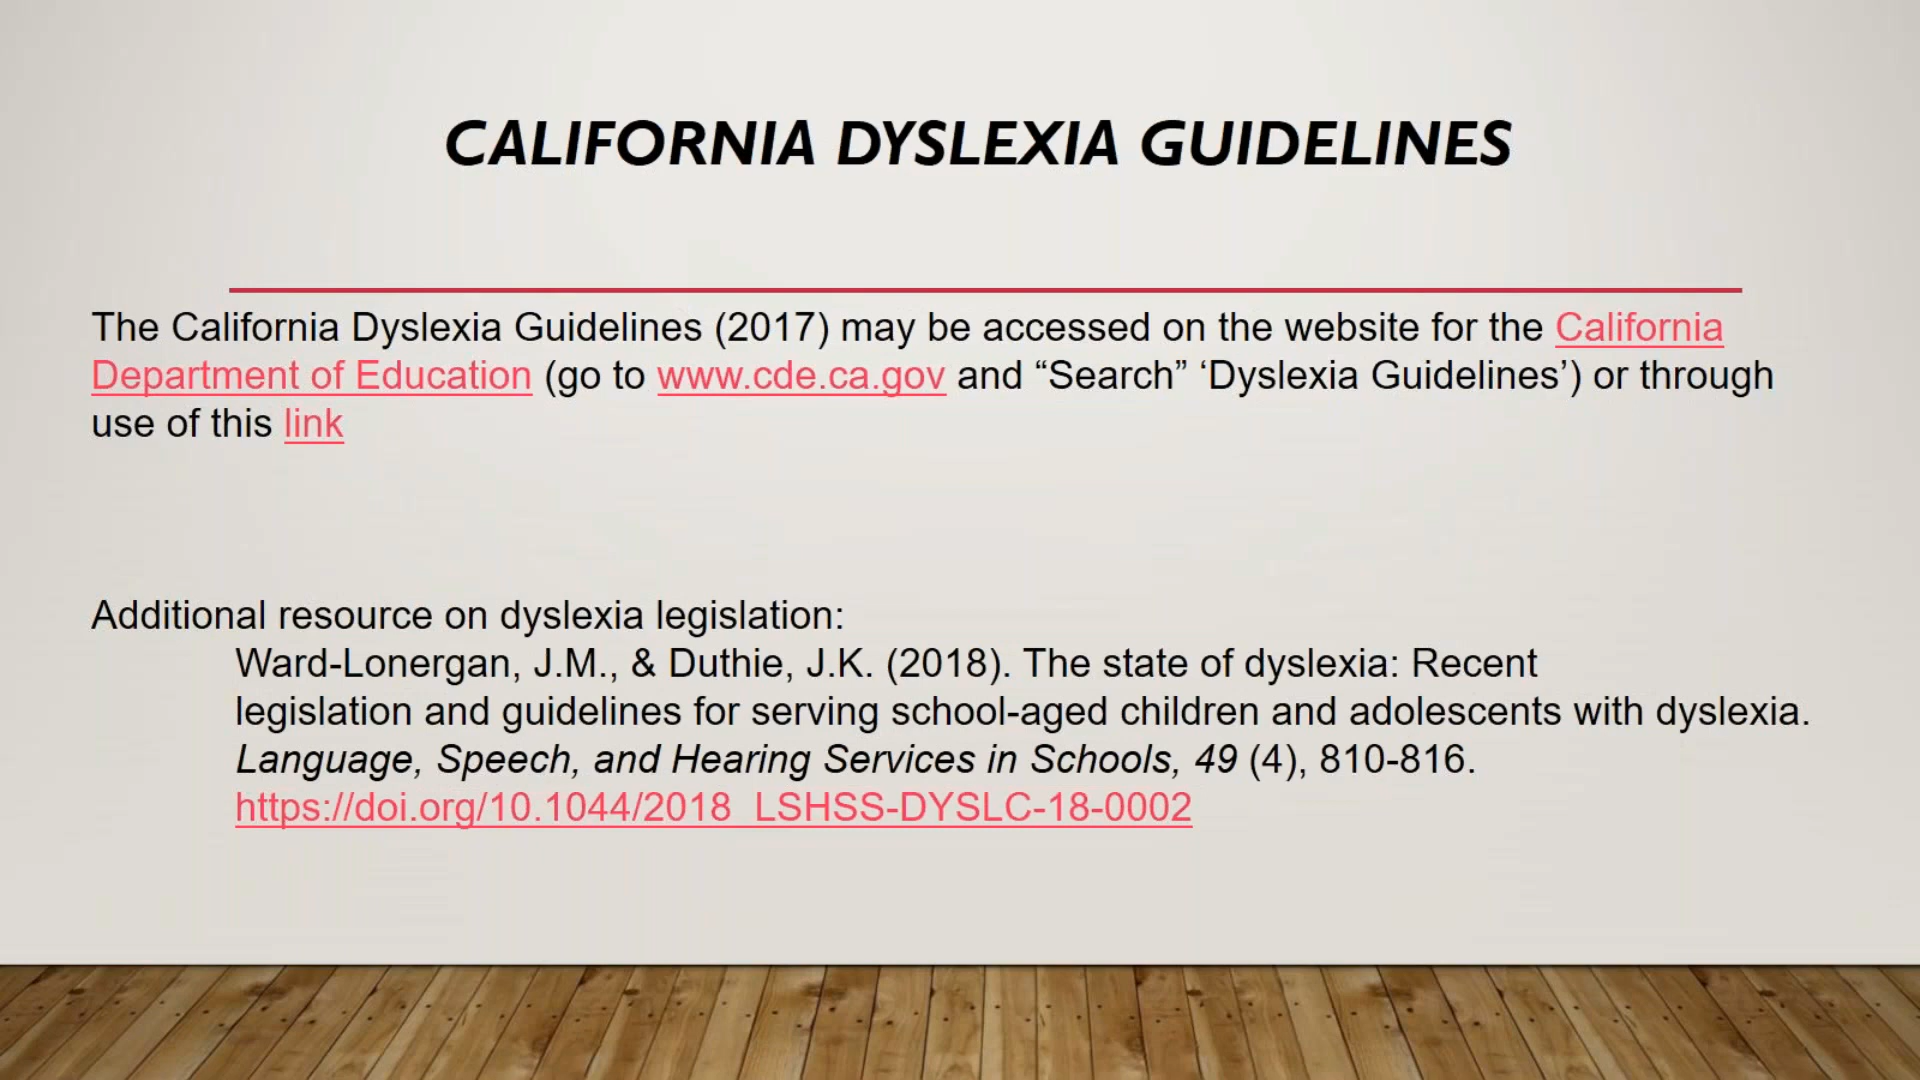 CALIFORNIA DYSLEXIA GUIDELINES
The California Dyslexia Guidelines (2017) may be accessed on the website for the California
Department of Education (go to www.cde.ca.gov and “Search” ‘Dyslexia Guidelines’) or through
use of this link
Additional resource on dyslexia legislation:
Ward-Lonergan, J.M., & Duthie, J.K. (2018). The state of dyslexia: Recent
legislation and guidelines for serving school-aged children and adolescents with dyslexia.
Language, Speech, and Hearing Services in Schools, 49 (4), 810-816.
https://doi.org/10.1044/2018_LSHSS-DYSLC-18-0002